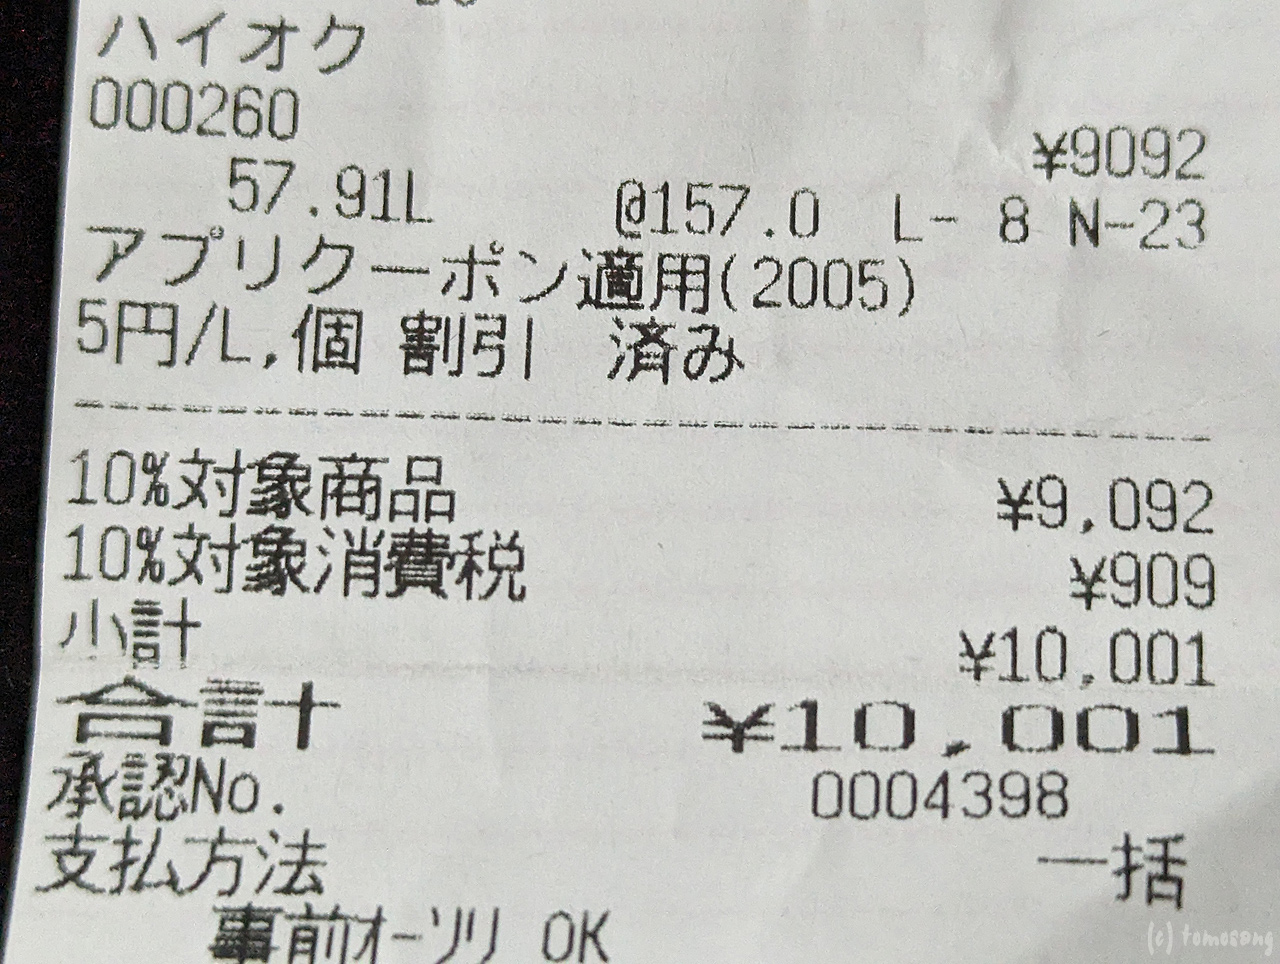 ハイオク
000260
¥9092
57.91L @157.0 L- 8 N-23
アプリクーポン適用(2005)
5円/L,個 割引 済み
10%対象商品 ¥9,092
10%対象消費税 ¥909
小計 ¥10,001
合計 ¥10,001
承認No. 0004398
支払方法 一括
事前オーソリ OK
(c) tomosang